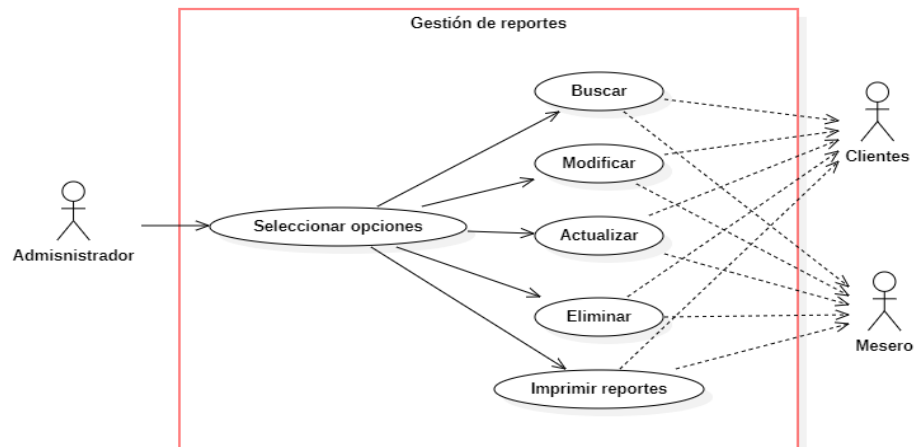 Gestión de reportes
Buscar
Clientes
Modificar
Admisnistrador
Seleccionar opciones
Actualizar
Eliminar
Mesero
Imprimir reportes